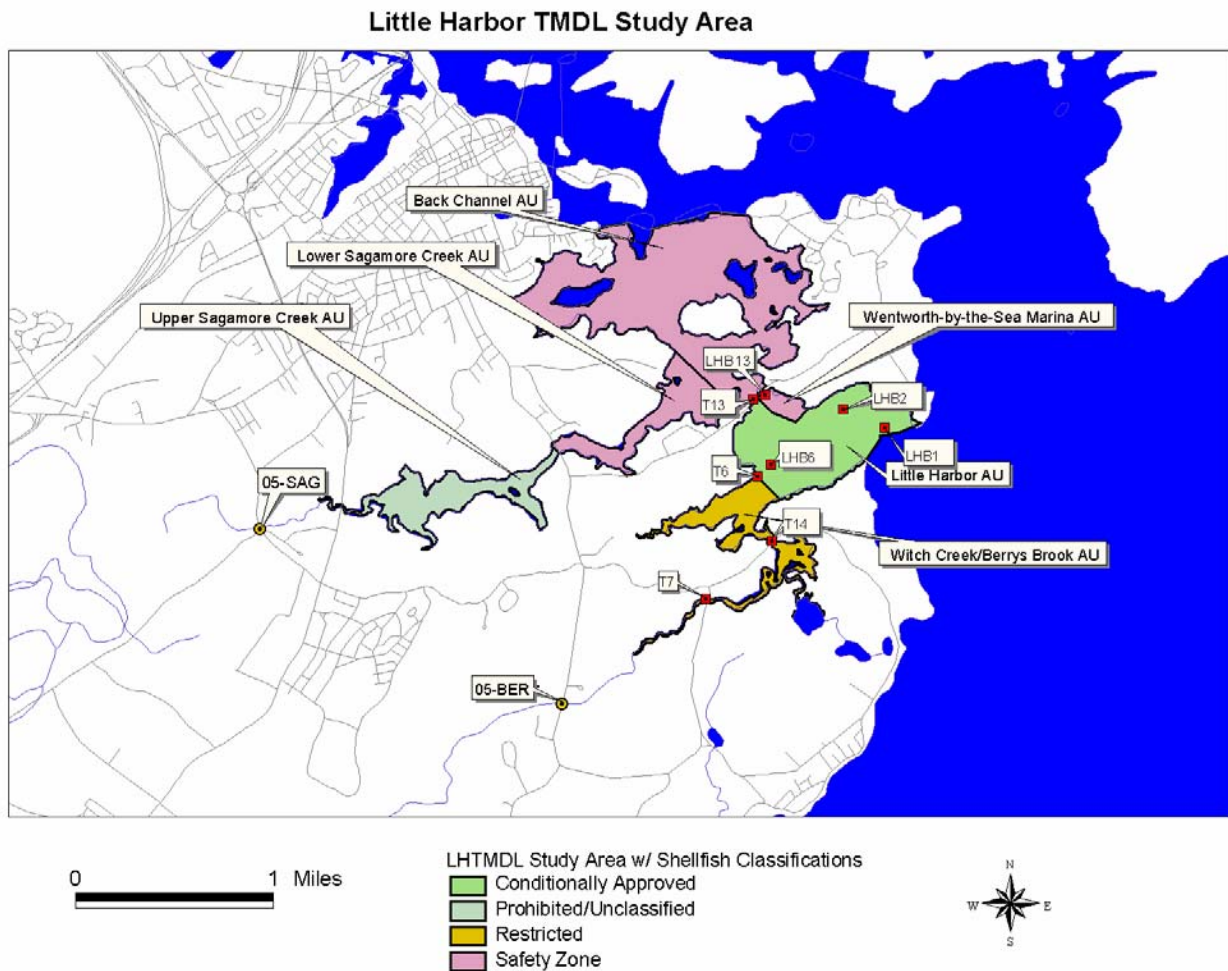 Little Harbor TMDL Study Area
Back Channel AU
Lower Sagamore Creek AU
Upper Sagamore Creek AU
Wentworth-by-the-Sea Marina AU
LHB13
T13
LHB2
LHB1
LHB6
Little Harbor AU
T6
05-SAG
T14
Witch Creek/Berrys Brook AU
T7
05-BER
0 1 Miles
LHTMDL Study Area w/ Shellfish Classifications
Conditionally Approved
Prohibited/Unclassified
Restricted
Safety Zone
N
W E
S